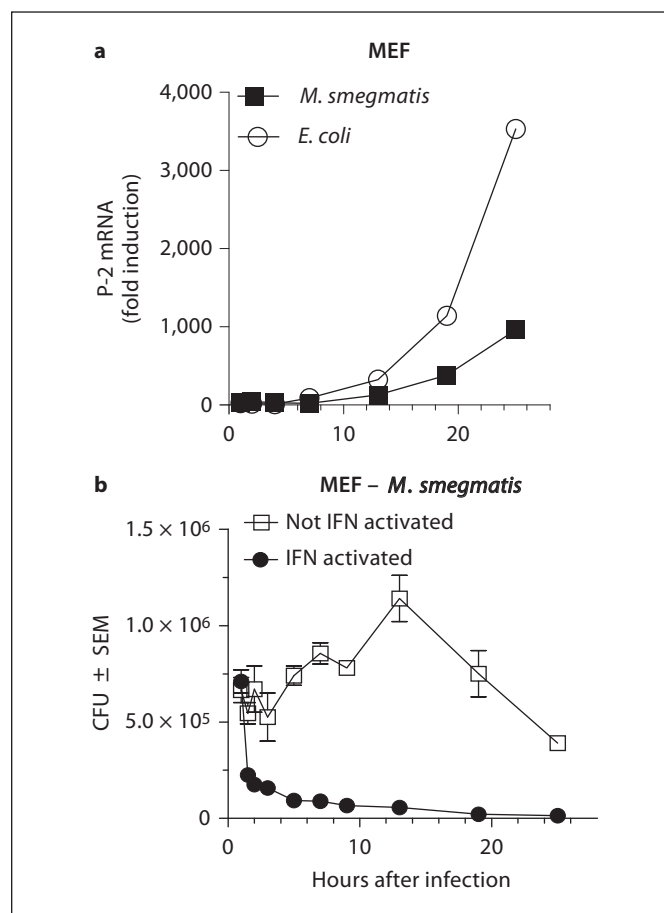 a MEF
4,000
M. smegmatis
E. coli
3,000
2,000
1,000
0
P-2 mRNA
(fold induction)
0 10 20
b MEF – M. smegmatis
1.5 × 10⁶
Not IFN activated
IFN activated
1.0 × 10⁶
5.0 × 10⁵
0
CFU ± SEM
0 10 20
Hours after infection